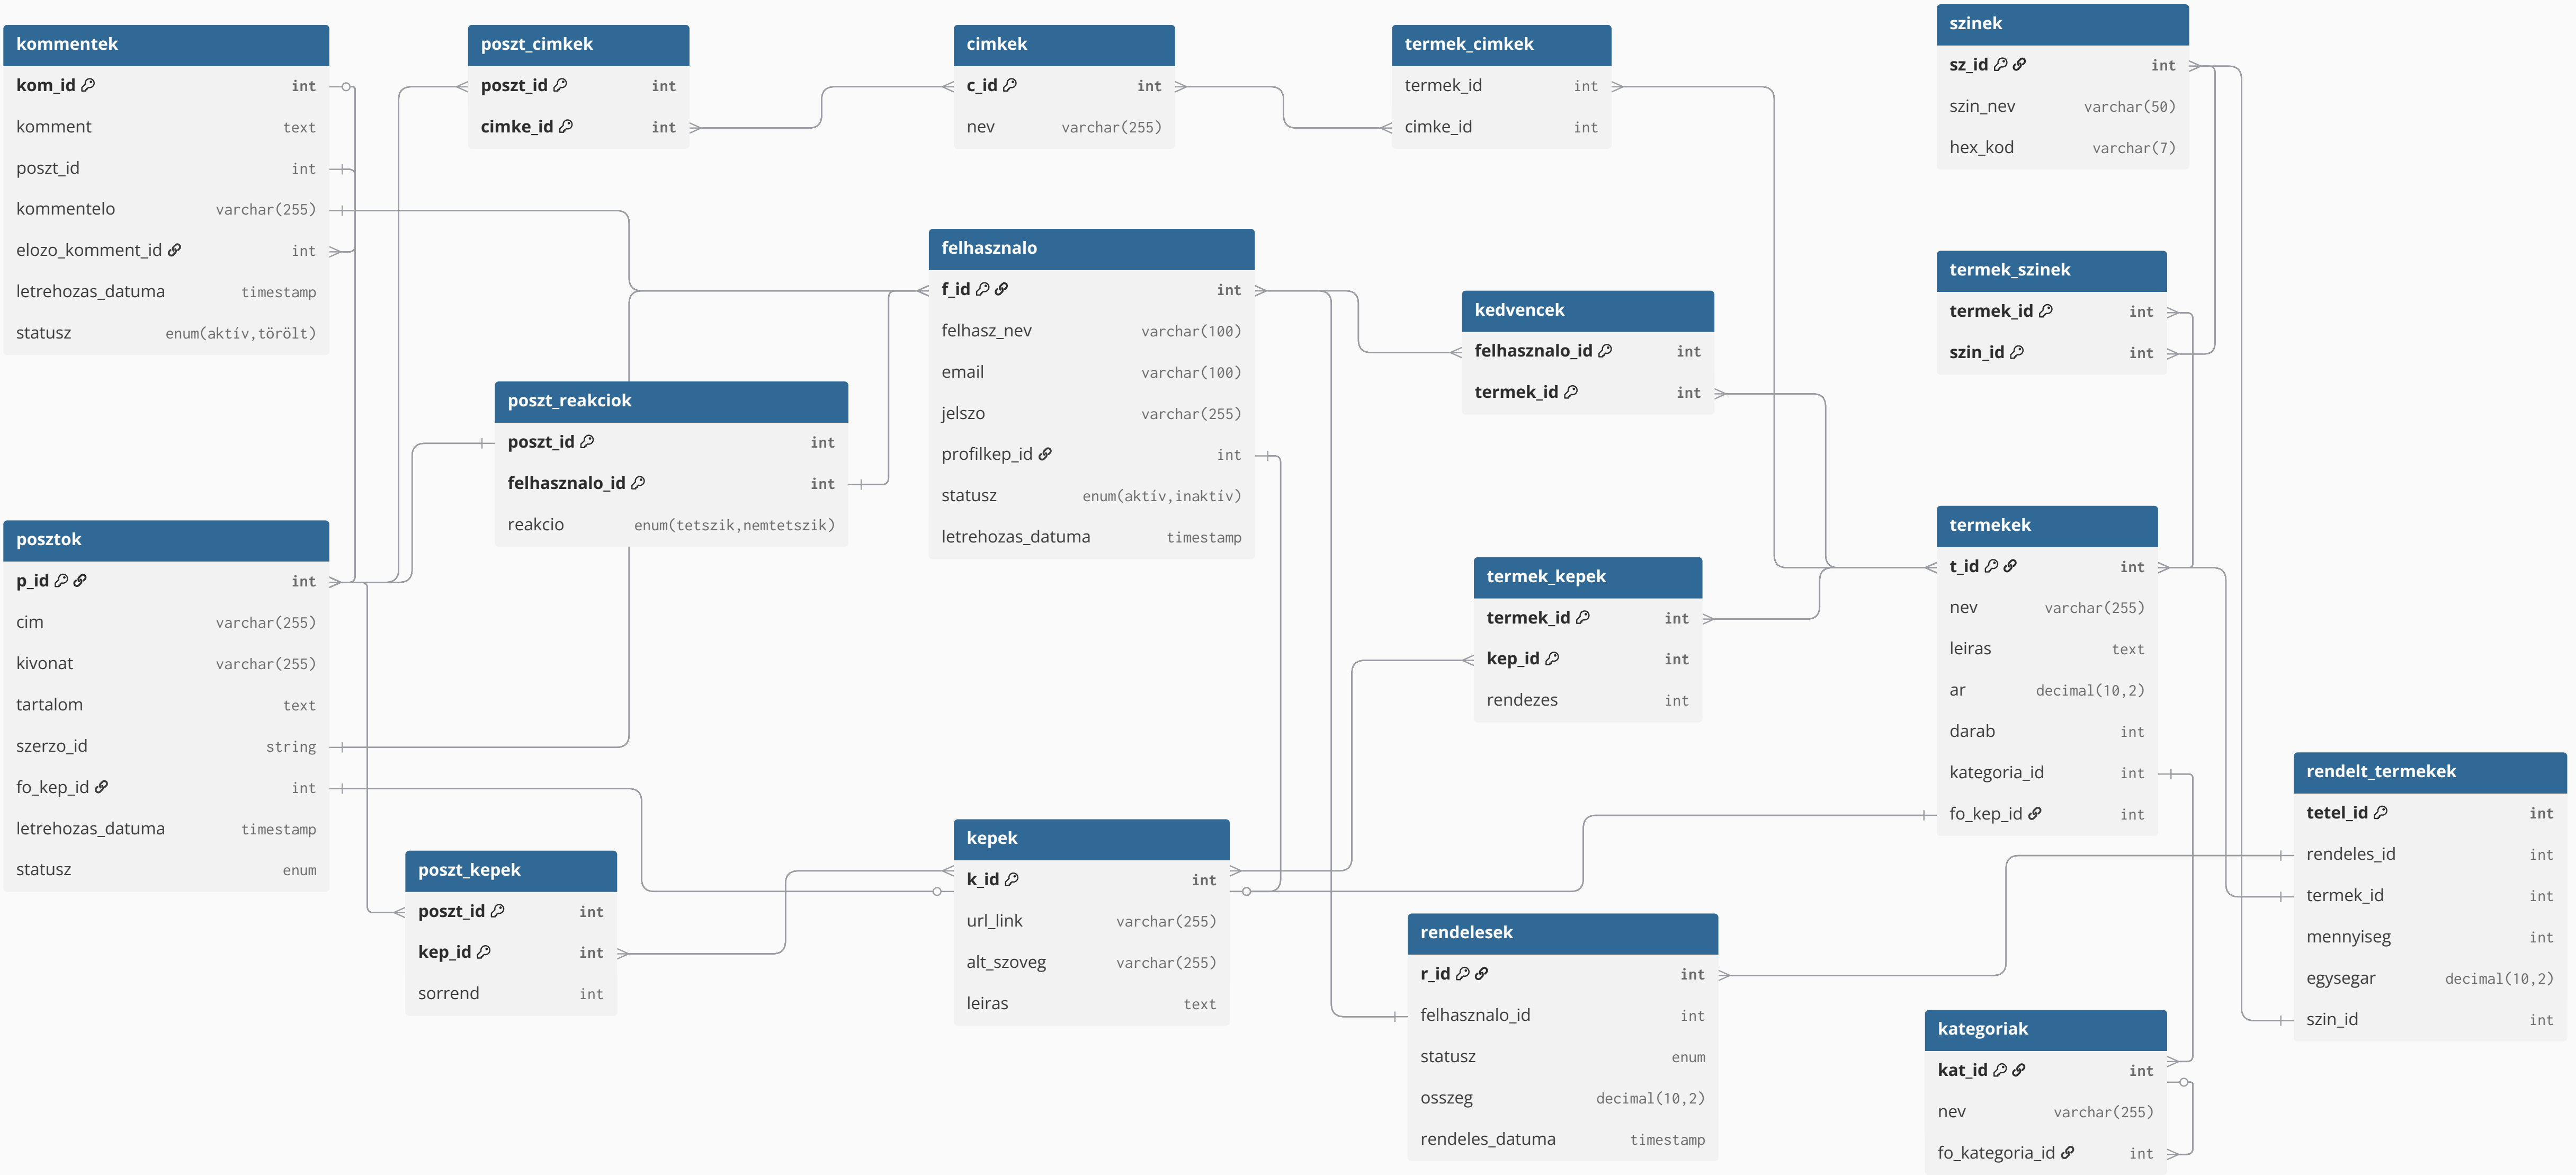 kommentek
kom_id int
komment text
poszt_id int
kommentelo varchar(255)
elozo_komment_id int
letrehozas_datuma timestamp
statusz enum(aktív,törölt)
poszt_cimkek
poszt_id int
cimke_id int
cimkek
c_id int
nev varchar(255)
termek_cimkek
termek_id int
cimke_id int
szinek
sz_id int
szin_nev varchar(50)
hex_kod varchar(7)
felhasznalo
f_id int
felhasz_nev varchar(100)
email varchar(100)
jelszo varchar(255)
profilkep_id int
statusz enum(aktív,inaktív)
letrehozas_datuma timestamp
kedvencek
felhasznalo_id int
termek_id int
termek_szinek
termek_id int
szin_id int
poszt_reakciok
poszt_id int
felhasznalo_id int
reakcio enum(tetszik,nemtetszik)
posztok
p_id int
cim varchar(255)
kivonat varchar(255)
tartalom text
szerzo_id string
fo_kep_id int
letrehozas_datuma timestamp
statusz enum
termek_kepek
termek_id int
kep_id int
rendezes int
termekek
t_id int
nev varchar(255)
leiras text
ar decimal(10,2)
darab int
kategoria_id int
fo_kep_id int
poszt_kepek
poszt_id int
kep_id int
sorrend int
kepek
k_id int
url_link varchar(255)
alt_szoveg varchar(255)
leiras text
rendelesek
r_id int
felhasznalo_id int
statusz enum
osszeg decimal(10,2)
rendeles_datuma timestamp
rendelt_termekek
tetel_id int
rendeles_id int
termek_id int
mennyiseg int
egysegar decimal(10,2)
szin_id int
kategoriak
kat_id int
nev varchar(255)
fo_kategoria_id int